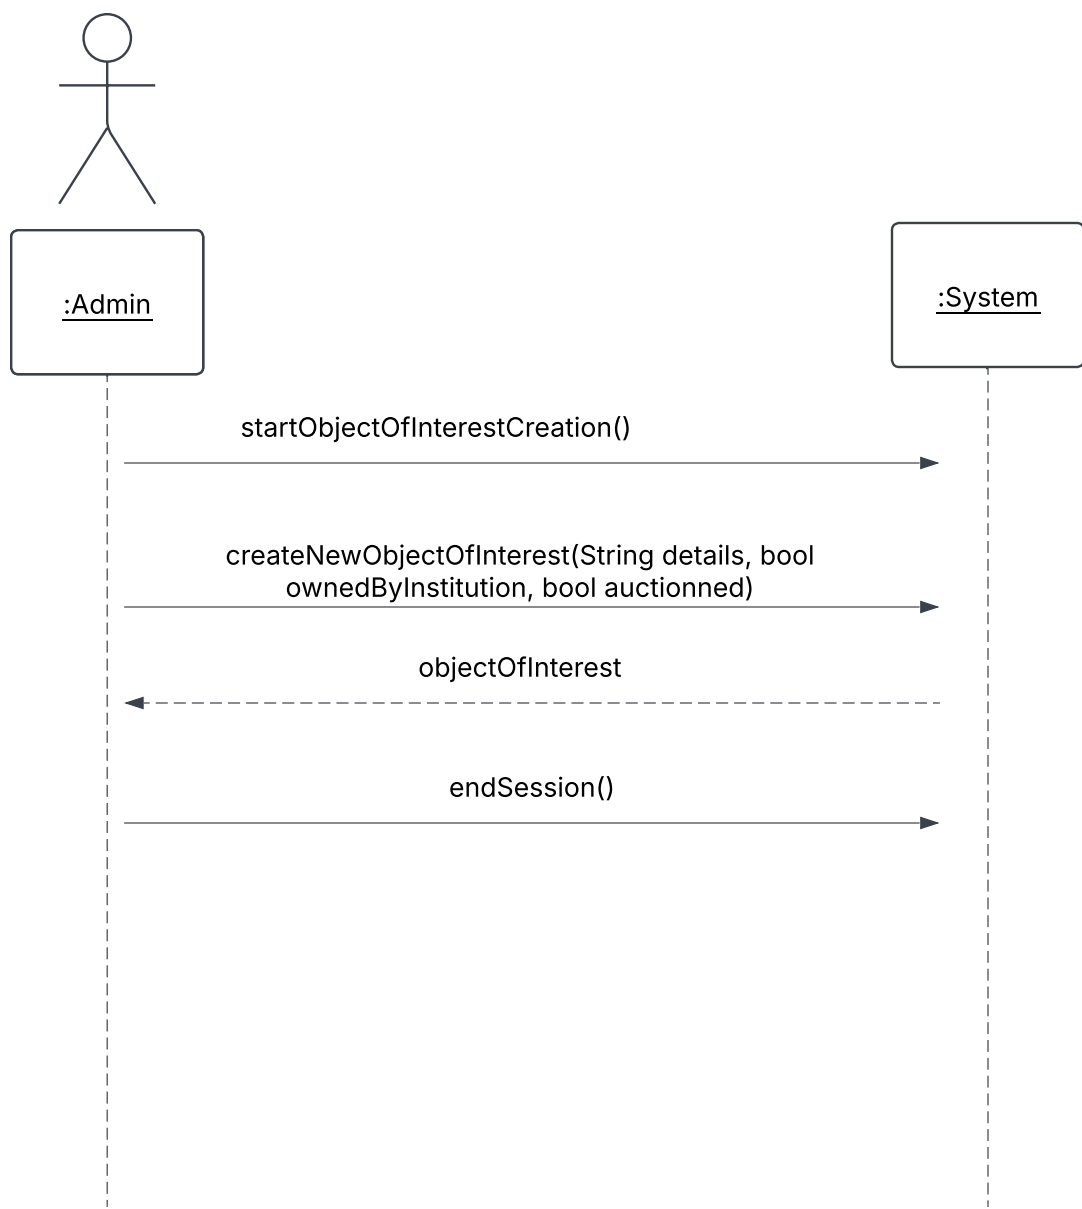 :Admin
:System
startObjectOfInterestCreation()
createNewObjectOfInterest(String details, bool
ownedByInstitution, bool auctionned)
objectOfInterest
endSession()